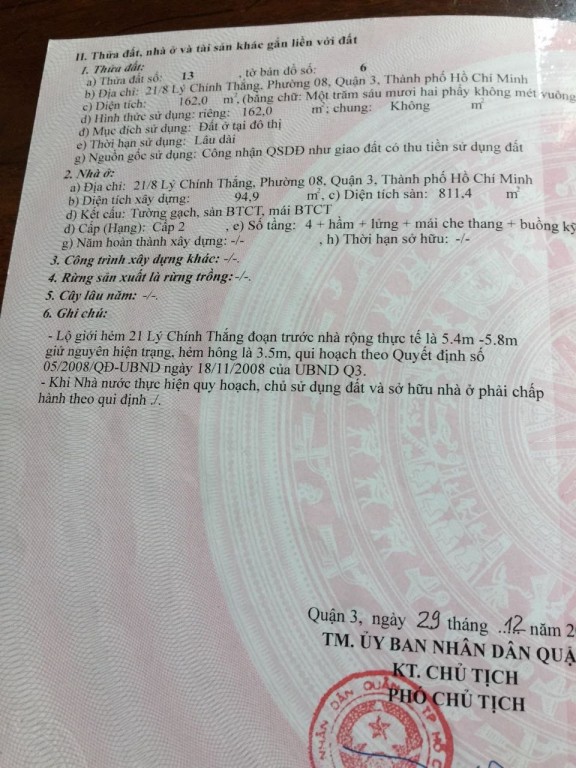 II. Thửa đất, nhà ở và tài sản khác gắn liền với đất
1. Thửa đất:
a) Thửa đất số: 13 , tờ bản đồ số: 6
b) Địa chỉ: 21/8 Lý Chính Thắng, Phường 08, Quận 3, Thành phố Hồ Chí Minh
c) Diện tích: 162,0 m², (bằng chữ: Một trăm sáu mươi hai phẩy không mét vuông
d) Hình thức sử dụng: riêng: 162,0 m²; chung: Không m²
đ) Mục đích sử dụng: Đất ở tại đô thị
e) Thời hạn sử dụng: Lâu dài
g) Nguồn gốc sử dụng: Công nhận QSDĐ như giao đất có thu tiền sử dụng đất
2. Nhà ở:
a) Địa chỉ: 21/8 Lý Chính Thắng, Phường 08, Quận 3, Thành phố Hồ Chí Minh
b) Diện tích xây dựng: 94,9 m², c) Diện tích sàn: 811,4 m²
d) Kết cấu: Tường gạch, sàn BTCT, mái BTCT
đ) Cấp (Hạng): Cấp 2 , e) Số tầng: 4 + hầm + lửng + mái che thang + buồng kỹ
g) Năm hoàn thành xây dựng: -/- , h) Thời hạn sở hữu: -/-
3. Công trình xây dựng khác: -/-.
4. Rừng sản xuất là rừng trồng: -/-.
5. Cây lâu năm: -/-.
6. Ghi chú:
- Lộ giới hẻm 21 Lý Chính Thắng đoạn trước nhà rộng thực tế là 5.4m -5.8m
giữ nguyên hiện trạng, hẻm hông là 3.5m, qui hoạch theo Quyết định số
05/2008/QĐ-UBND ngày 18/11/2008 của UBND Q3.
- Khi Nhà nước thực hiện quy hoạch, chủ sử dụng đất và sở hữu nhà ở phải chấp
hành theo qui định ./.
Quận 3, ngày 29 tháng ..12 năm 2
TM. ỦY BAN NHÂN DÂN QUẬ
KT. CHỦ TỊCH
PHÓ CHỦ TỊCH
NHÂN DÂN QUẬN TP HỒ C